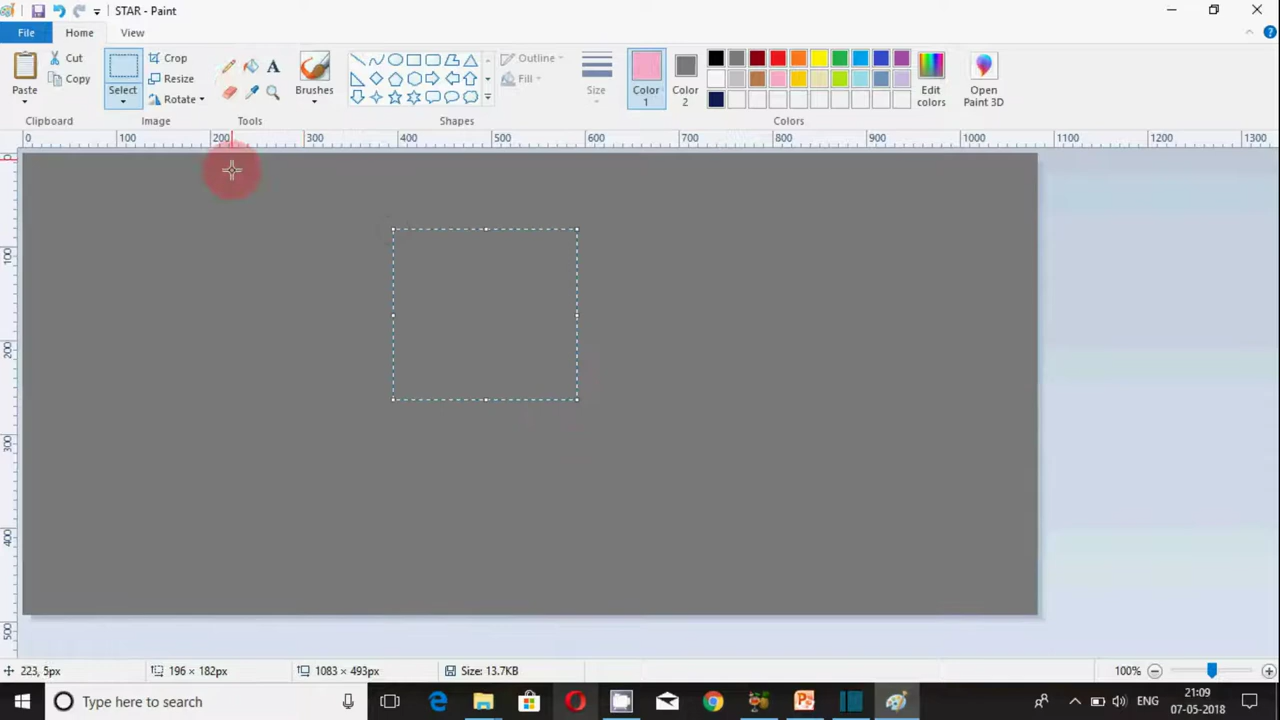 STAR - Paint
File
Home
View
Paste
Cut
Copy
Clipboard
Select
Crop
Resize
Rotate
Image
Tools
Brushes
Shapes
Outline
Fill
Size
Color 1
Color 2
Edit colors
Open Paint 3D
Colors
0 100 200 300 400 500 600 700 800 900 1000 1100 1200 1300
0
100
200
300
400
500
223, 5px
196 × 182px
1083 × 493px
Size: 13.7KB
100%
Type here to search
ENG
21:09
07-05-2018